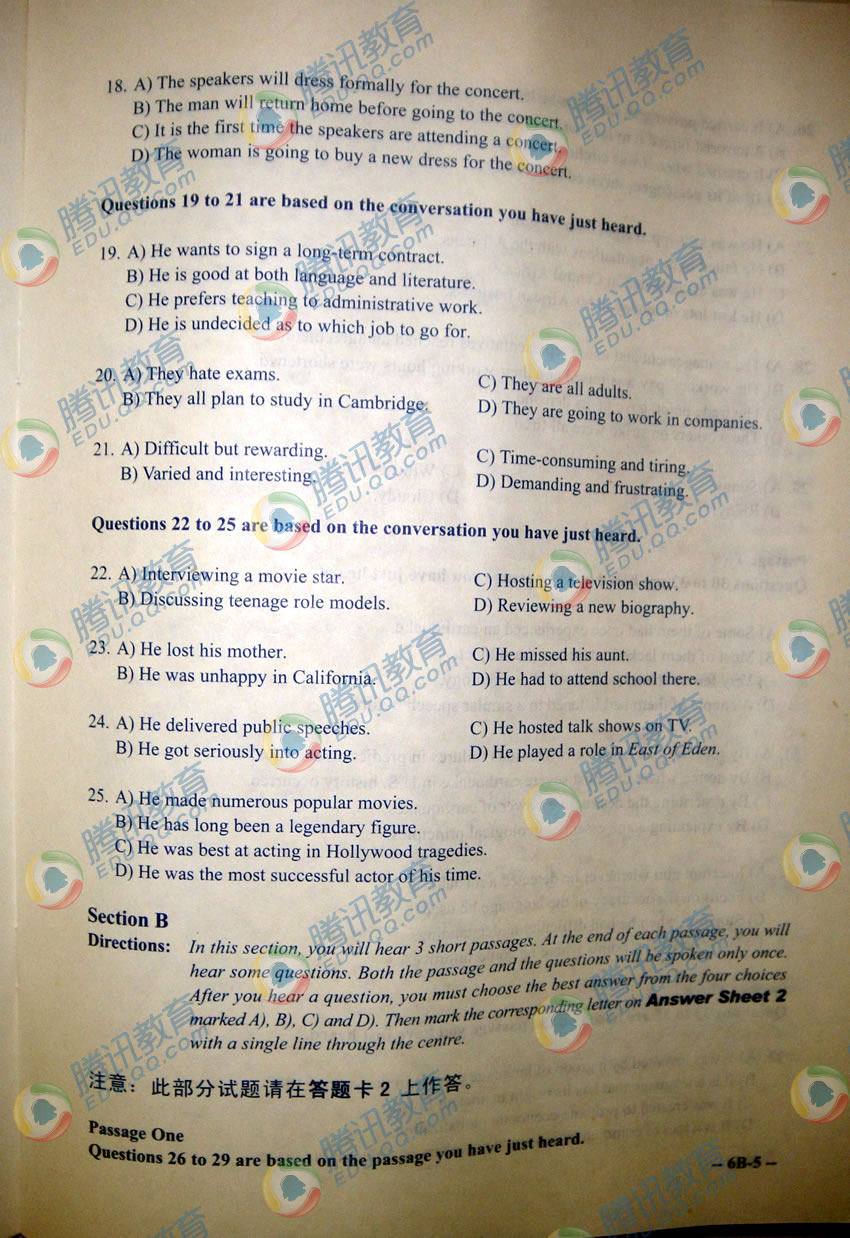 18. A) The speakers will dress formally for the concert.
B) The man will return home before going to the concert.
C) It is the first time the speakers are attending a concert.
D) The woman is going to buy a new dress for the concert.
Questions 19 to 21 are based on the conversation you have just heard.
19. A) He wants to sign a long-term contract.
B) He is good at both language and literature.
C) He prefers teaching to administrative work.
D) He is undecided as to which job to go for.
20. A) They hate exams. C) They are all adults.
B) They all plan to study in Cambridge. D) They are going to work in companies.
21. A) Difficult but rewarding. C) Time-consuming and tiring.
B) Varied and interesting. D) Demanding and frustrating.
Questions 22 to 25 are based on the conversation you have just heard.
22. A) Interviewing a movie star. C) Hosting a television show.
B) Discussing teenage role models. D) Reviewing a new biography.
23. A) He lost his mother. C) He missed his aunt.
B) He was unhappy in California. D) He had to attend school there.
24. A) He delivered public speeches. C) He hosted talk shows on TV.
B) He got seriously into acting. D) He played a role in East of Eden.
25. A) He made numerous popular movies.
B) He has long been a legendary figure.
C) He was best at acting in Hollywood tragedies.
D) He was the most successful actor of his time.
Section B
Directions: In this section, you will hear 3 short passages. At the end of each passage, you will
hear some questions. Both the passage and the questions will be spoken only once.
After you hear a question, you must choose the best answer from the four choices
marked A), B), C) and D). Then mark the corresponding letter on Answer Sheet 2
with a single line through the centre.
注意：此部分试题请在答题卡 2 上作答。
Passage One
Questions 26 to 29 are based on the passage you have just heard.
– 6B-5 –
腾讯教育
EDU.QQ.com